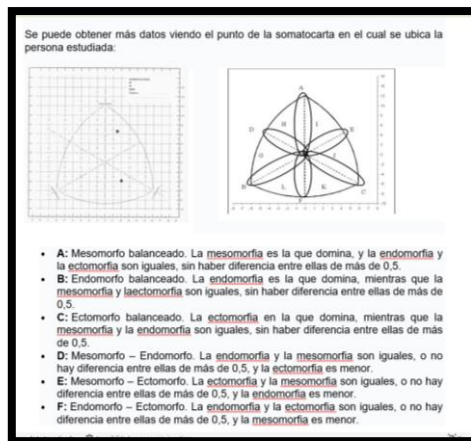 Se puede obtener más datos viendo el punto de la somatocarta en el cual se ubica la
persona estudiada:
A
D
H
I
E
G
J
B
L
K
C
F
• A: Mesomorfo balanceado. La mesomorfia es la que domina, y la endomorfia y
la ectomorfia son iguales, sin haber diferencia entre ellas de más de 0,5.
• B: Endomorfo balanceado. La endomorfia es la que domina, mientras que la
mesomorfia y laectomorfia son iguales, sin haber diferencia entre ellas de más de
0,5.
• C: Ectomorfo balanceado. La ectomorfia en la que domina, mientras que la
mesomorfia y la endomorfia son iguales, sin haber diferencia entre ellas de más
de 0,5.
• D: Mesomorfo – Endomorfo. La endomorfia y la mesomorfia son iguales, o no
hay diferencia entre ellas de más de 0,5, y la ectomorfia es menor.
• E: Mesomorfo – Ectomorfo. La ectomorfia y la mesomorfia son iguales, o no hay
diferencia entre ellas de más de 0,5, y la endomorfia es menor.
• F: Endomorfo – Ectomorfo. La endomorfia y la ectomorfia son iguales, o no hay
diferencia entre ellas de más de 0,5, y la mesomorfia es menor.